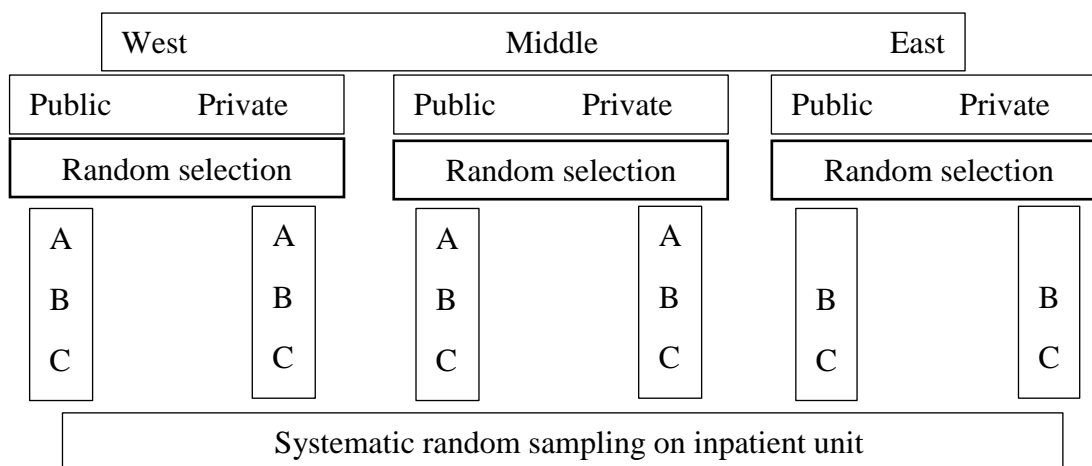 West Middle East
Public Private Public Private Public Private
Random selection Random selection Random selection
A A A A
B B B B B B
C C C C C C
Systematic random sampling on inpatient unit